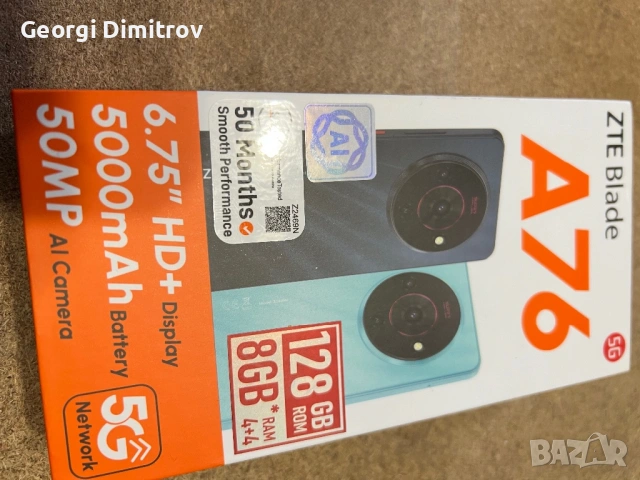 Georgi Dimitrov
ZTE Blade
A76
5G
AI
50 Months
Smooth Performance
Z2469N
128 GB
ROM
8GB* RAM
4+4
6.75" HD+ Display
5000mAh Battery
50MP AI Camera
5G
Network
BAZAR